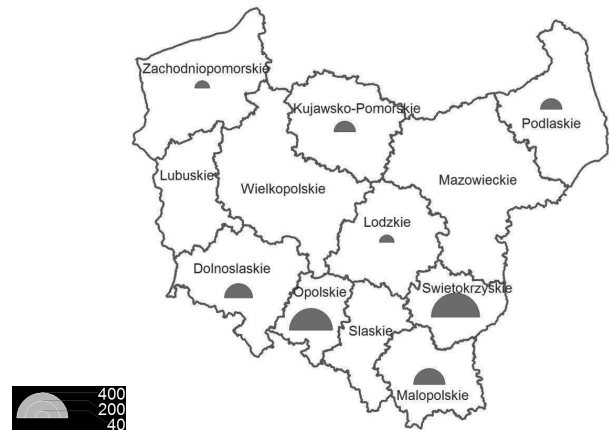 Zachodniopomorskie
Kujawsko-Pomorskie
Podlaskie
Lubuskie
Wielkopolskie
Mazowieckie
Lodzkie
Dolnoslaskie
Opolskie
Swietokrzyskie
Slaskie
Malopolskie
400
200
40